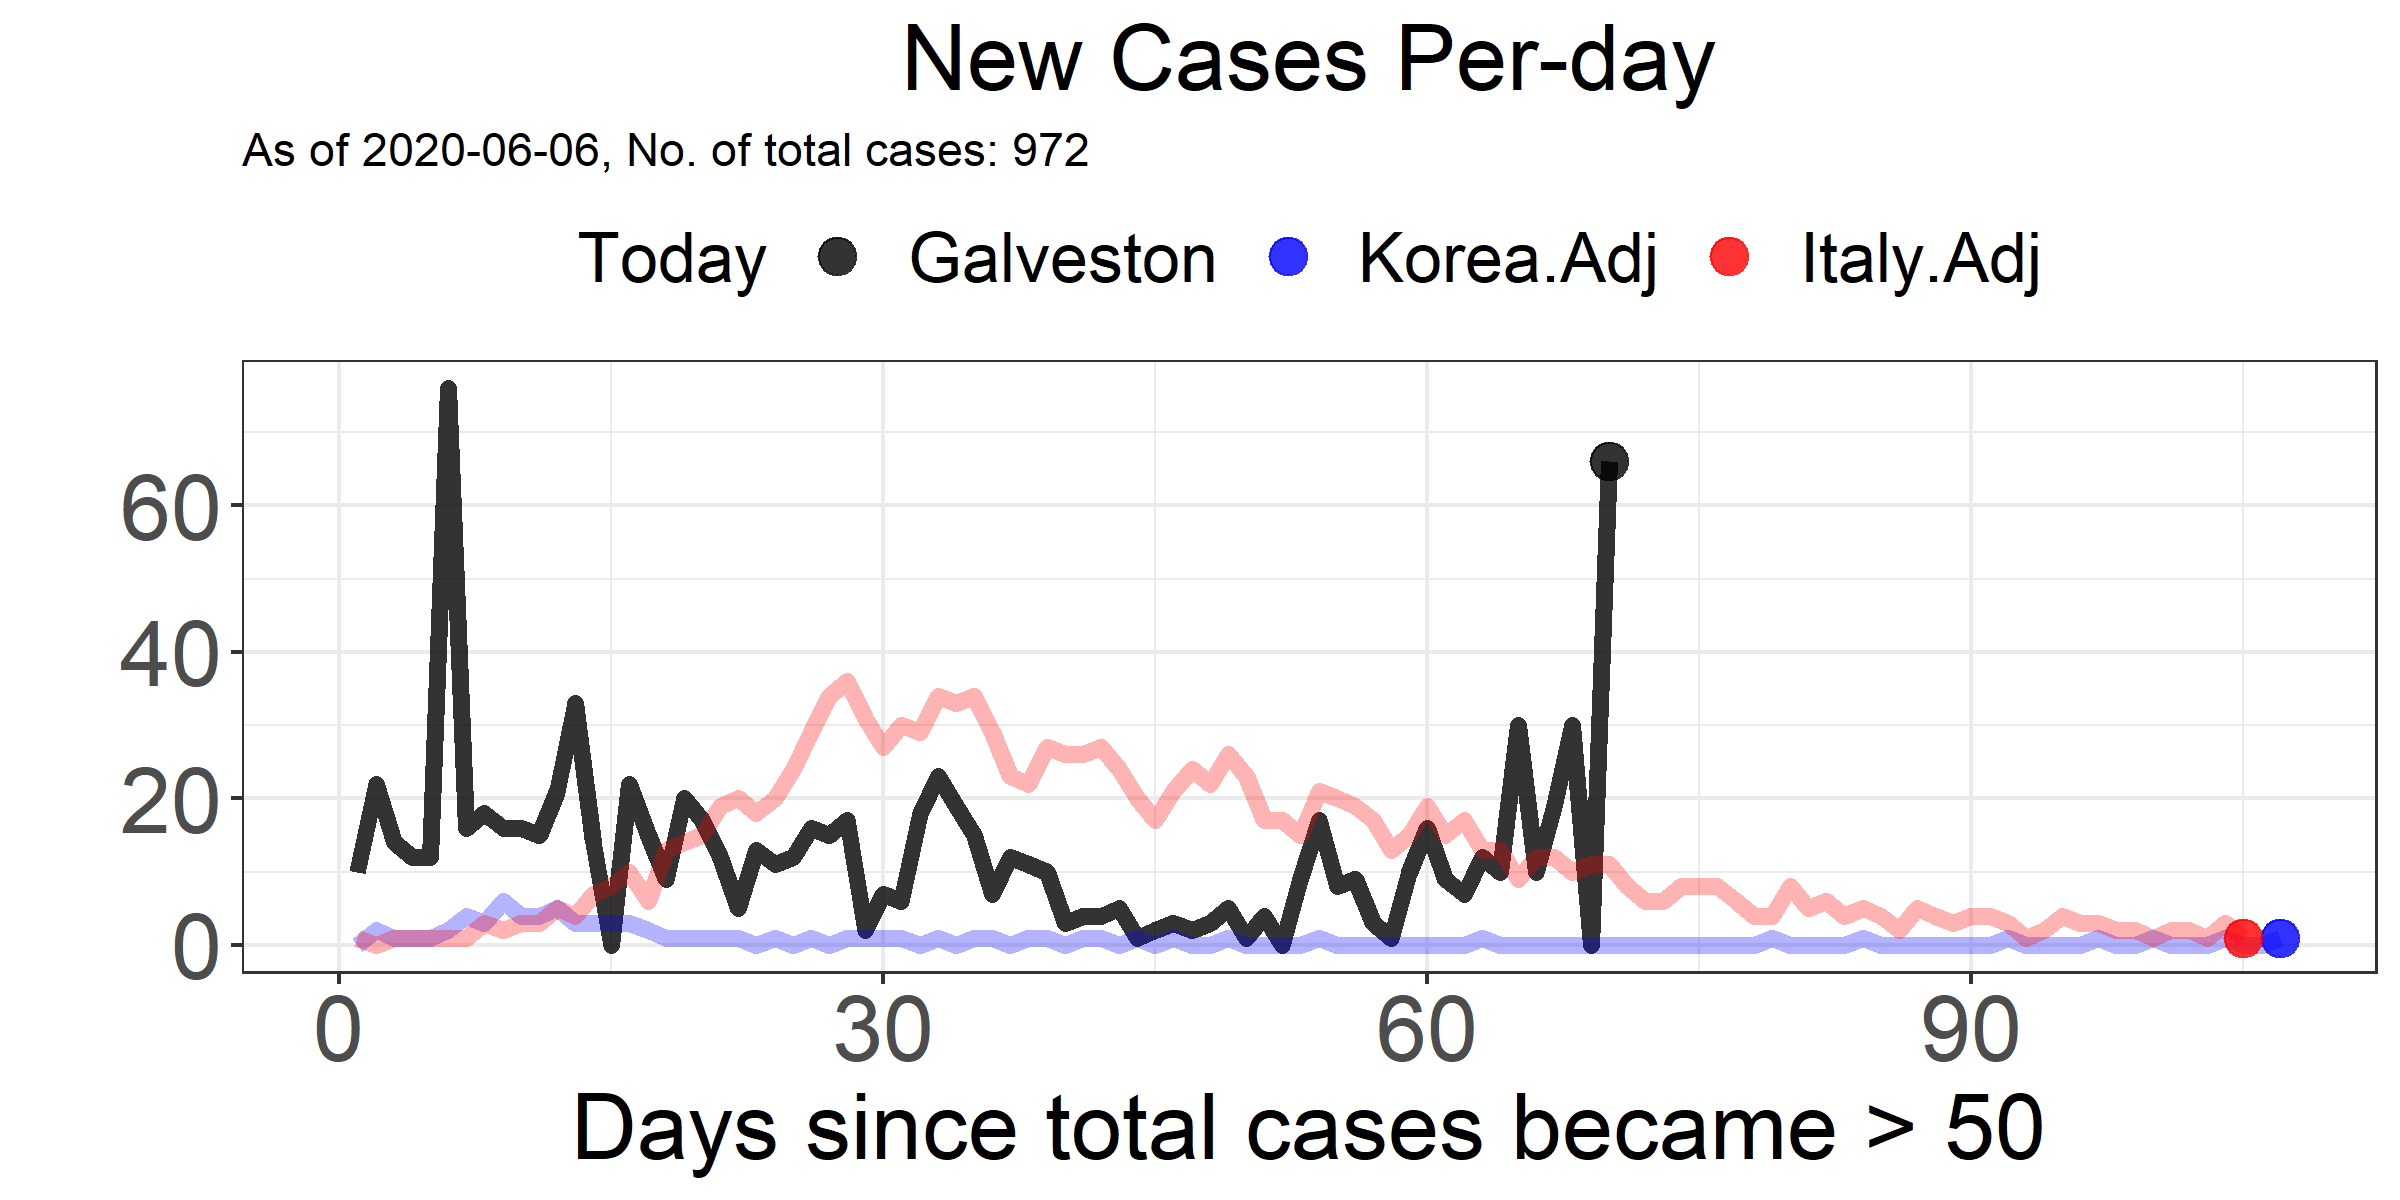 New Cases Per-day
As of 2020-06-06, No. of total cases: 972
Today Galveston Korea.Adj Italy.Adj
60
40
20
0
0 30 60 90
Days since total cases became > 50